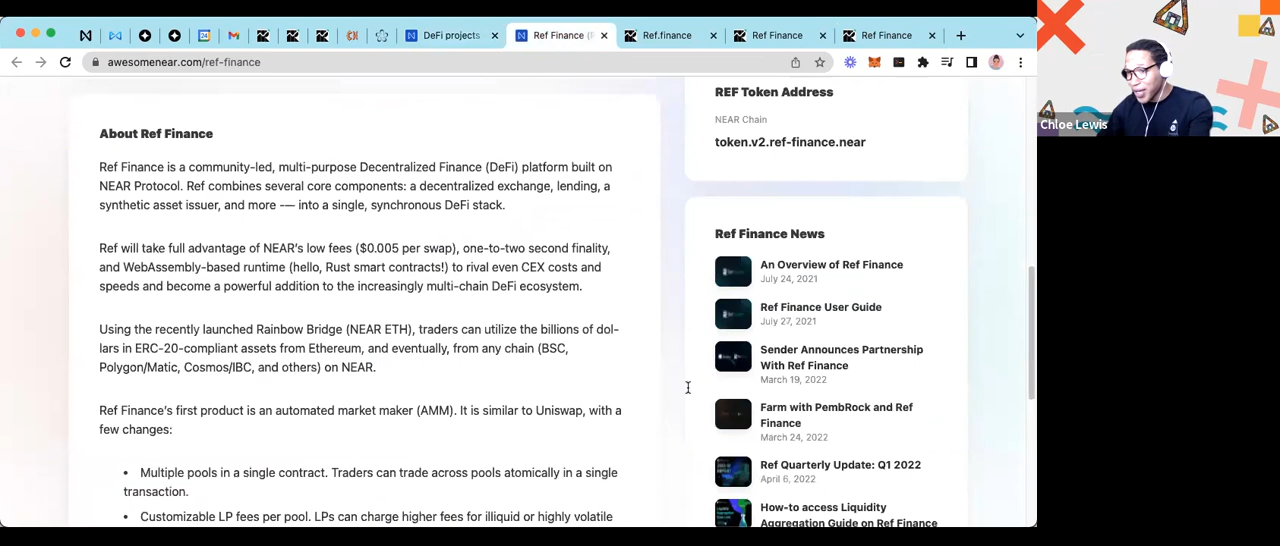 DeFi projects
Ref Finance (
Ref.finance
Ref Finance
Ref Finance
awesomenear.com/ref-finance
Chloe Lewis
About Ref Finance
Ref Finance is a community-led, multi-purpose Decentralized Finance (DeFi) platform built on
NEAR Protocol. Ref combines several core components: a decentralized exchange, lending, a
synthetic asset issuer, and more -— into a single, synchronous DeFi stack.
Ref will take full advantage of NEAR's low fees ($0.005 per swap), one-to-two second finality,
and WebAssembly-based runtime (hello, Rust smart contracts!) to rival even CEX costs and
speeds and become a powerful addition to the increasingly multi-chain DeFi ecosystem.
Using the recently launched Rainbow Bridge (NEAR ETH), traders can utilize the billions of dol-
lars in ERC-20-compliant assets from Ethereum, and eventually, from any chain (BSC,
Polygon/Matic, Cosmos/IBC, and others) on NEAR.
Ref Finance's first product is an automated market maker (AMM). It is similar to Uniswap, with a
few changes:
• Multiple pools in a single contract. Traders can trade across pools atomically in a single
transaction.
• Customizable LP fees per pool. LPs can charge higher fees for illiquid or highly volatile
REF Token Address
NEAR Chain
token.v2.ref-finance.near
Ref Finance News
An Overview of Ref Finance
July 24, 2021
Ref Finance User Guide
July 27, 2021
Sender Announces Partnership
With Ref Finance
March 19, 2022
Farm with PembRock and Ref
Finance
March 24, 2022
Ref Quarterly Update: Q1 2022
April 6, 2022
How-to access Liquidity
Aggregation Guide on Ref Finance